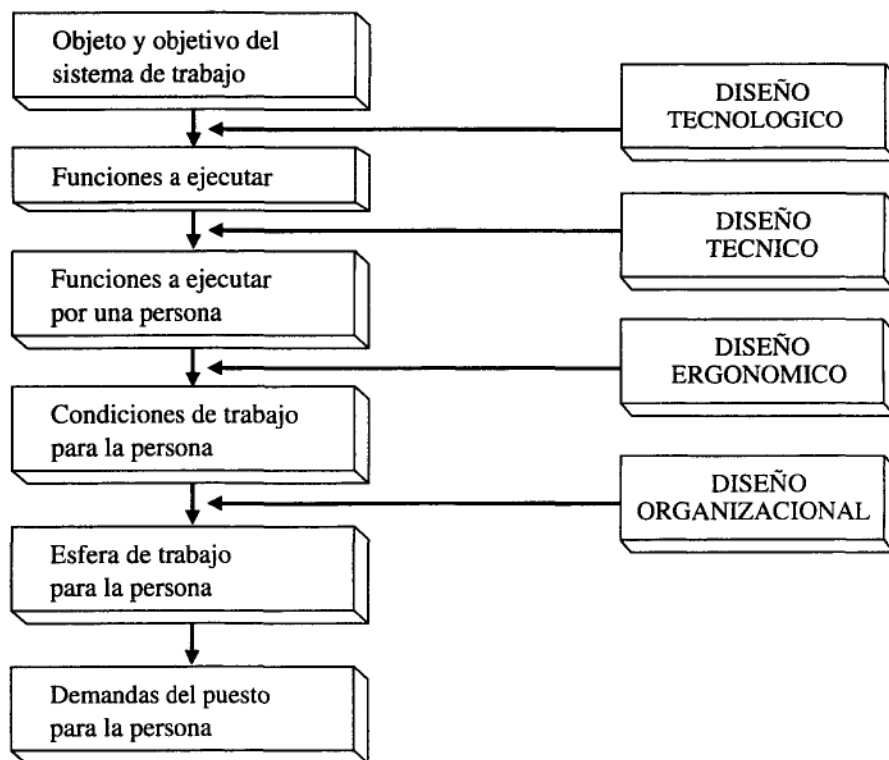 Objeto y objetivo del
sistema de trabajo
DISEÑO
TECNOLOGICO
Funciones a ejecutar
DISEÑO
TECNICO
Funciones a ejecutar
por una persona
DISEÑO
ERGONOMICO
Condiciones de trabajo
para la persona
DISEÑO
ORGANIZACIONAL
Esfera de trabajo
para la persona
Demandas del puesto
para la persona